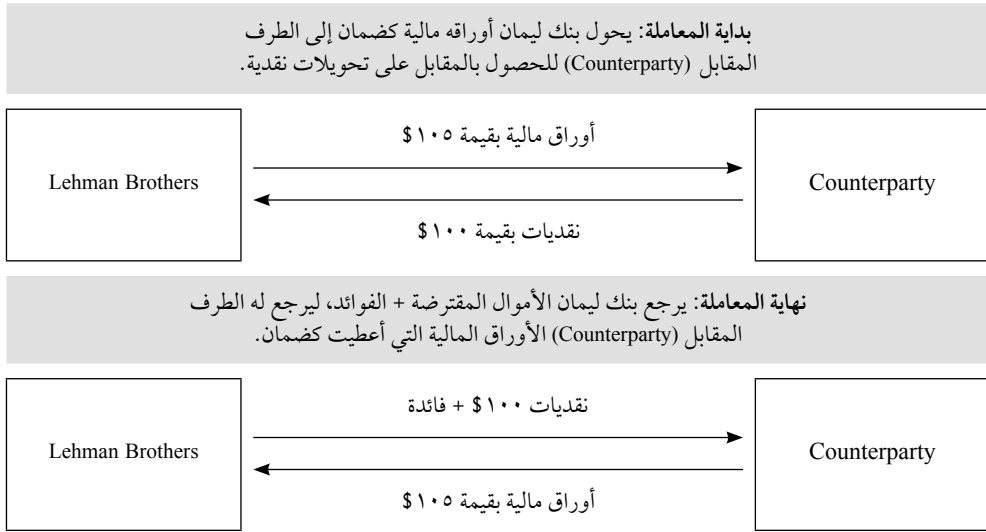 بداية المعاملة: يحول بنك ليمان أوراقه مالية كضمان إلى الطرف
المقابل (Counterparty) للحصول بالمقابل على تحويلات نقدية.
أوراق مالية بقيمة ١٠٥$
Lehman Brothers
Counterparty
نقديات بقيمة ١٠٠$
نهاية المعاملة: يرجع بنك ليمان الأموال المقترضة + الفوائد، ليرجع له الطرف
المقابل (Counterparty) الأوراق المالية التي أعطيت كضمان.
نقديات ١٠٠$ + فائدة
Lehman Brothers
Counterparty
أوراق مالية بقيمة ١٠٥$